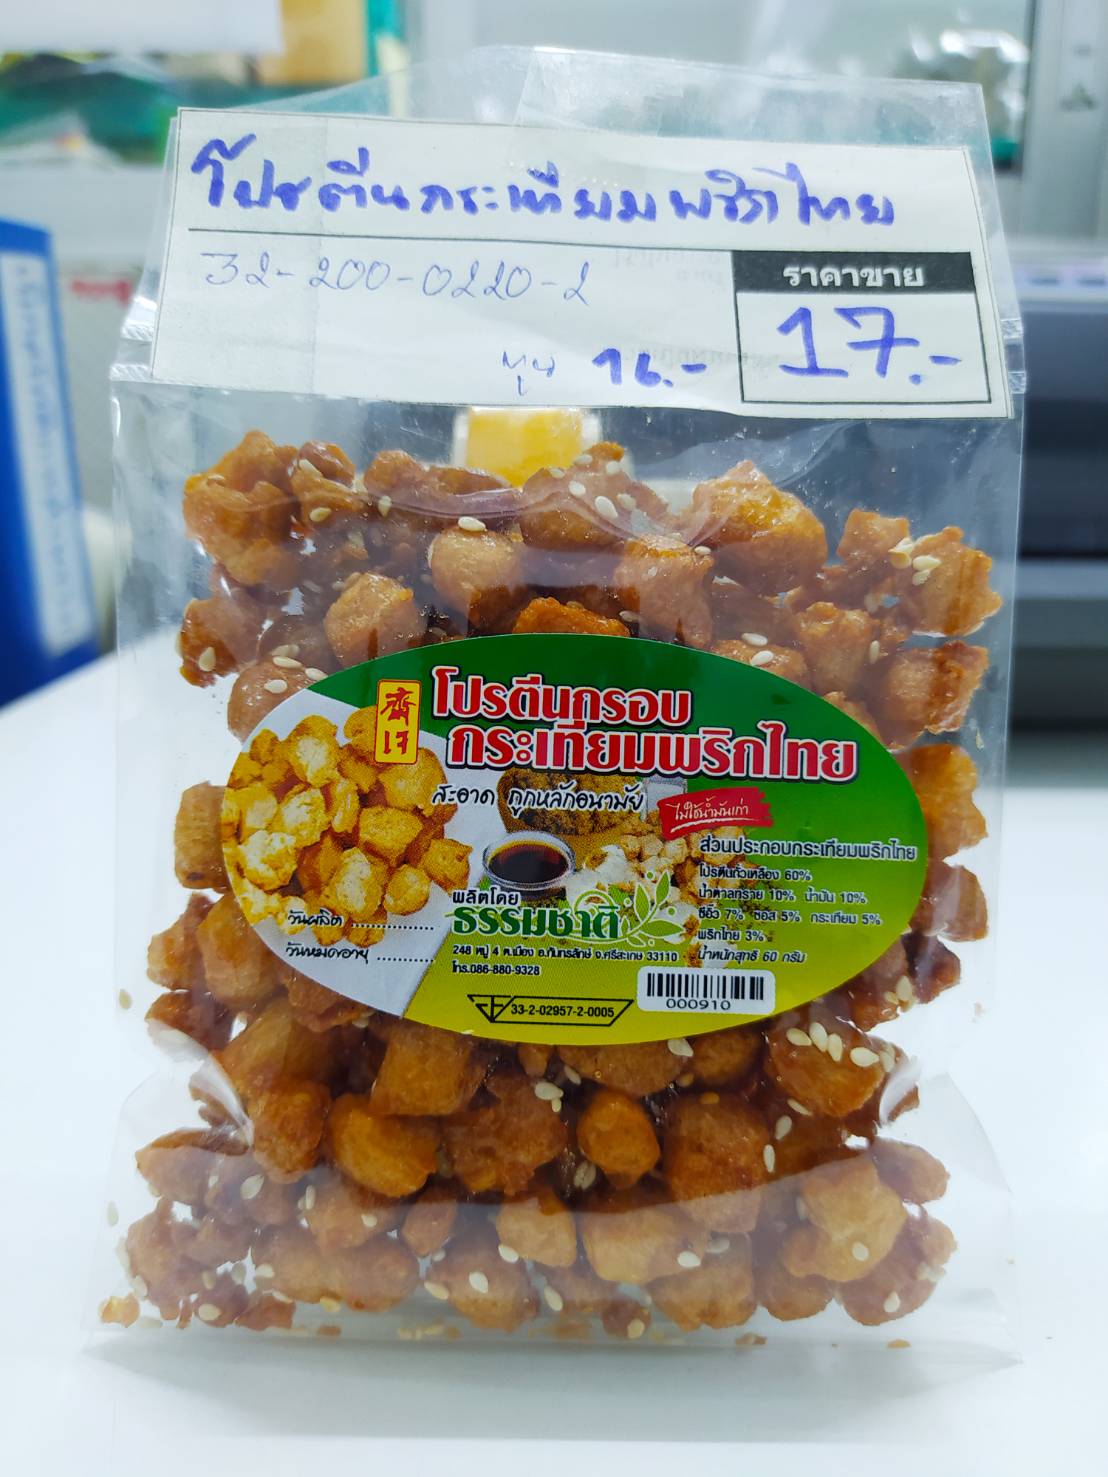 โปรตีนกระเทียมพริกไทย
32-200-0220-2
ราคาขาย
17.-
ทุน 16.-
齋
เจ
โปรตีนกรอบ
กระเทียมพริกไทย
สะอาด ถูกหลักอนามัย
ไม่ใช้น้ำมันเก่า
ส่วนประกอบกระเทียมพริกไทย
โปรตีนถั่วเหลือง 60%
น้ำตาลทราย 10% น้ำมัน 10%
ซีอิ๊ว 7% ซอส 5% กระเทียม 5%
พริกไทย 3%
น้ำหนักสุทธิ 60 กรัม
วันผลิต ................
วันหมดอายุ ............
ผลิตโดย
ธรรมชาติ
248 หมู่ 4 ต.เมือง อ.กันทรลักษ์ จ.ศรีสะเกษ 33110
โทร.086-880-9328
33-2-02957-2-0005
000910